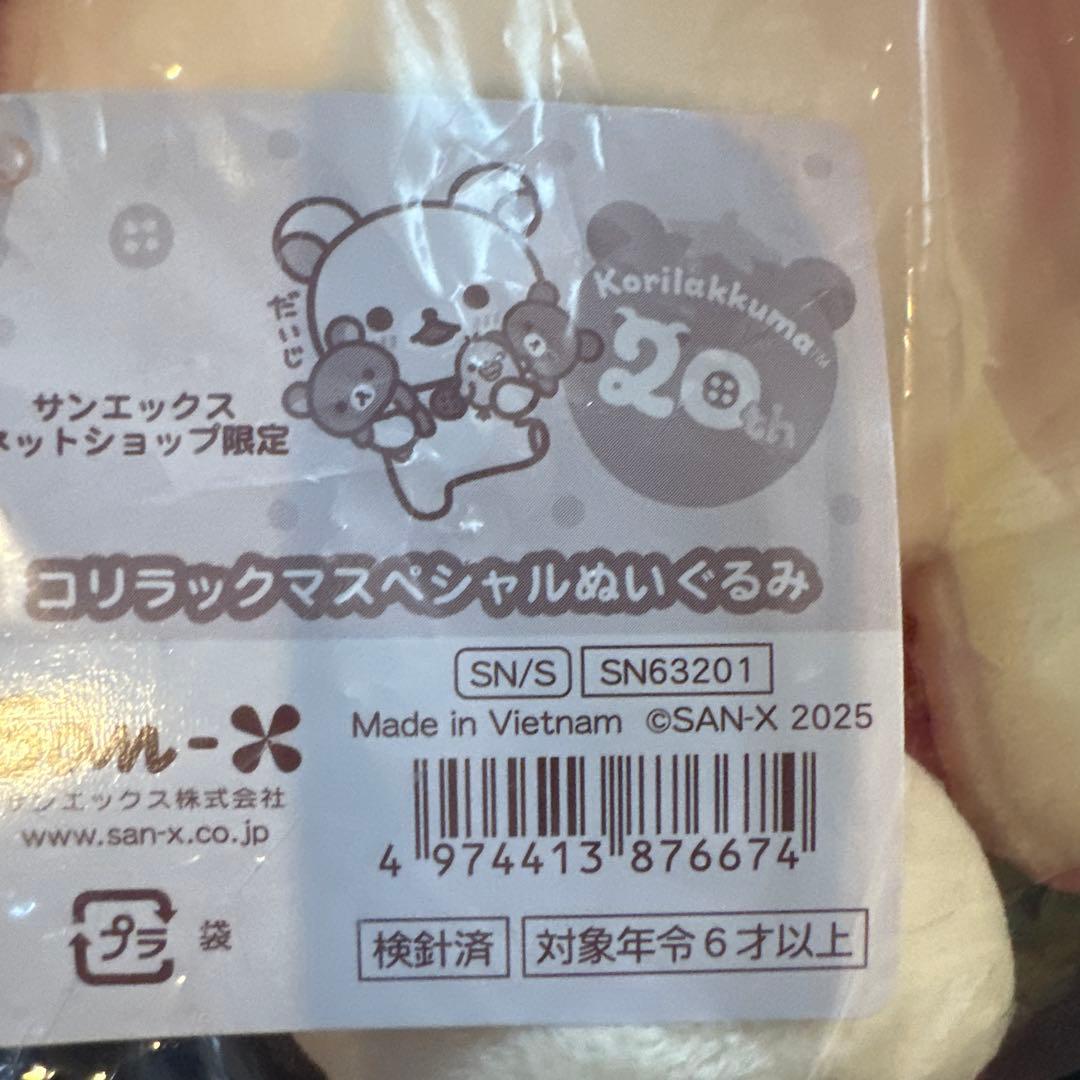 だいじ
Korilakkuma™
20th
サンエックス
ネットショップ限定
コリラックマスペシャルぬいぐるみ
SN/S SN63201
Made in Vietnam ©SAN-X 2025
サンエックス株式会社
www.san-x.co.jp
4 974413 876674
プラ 袋
検針済 対象年令6才以上